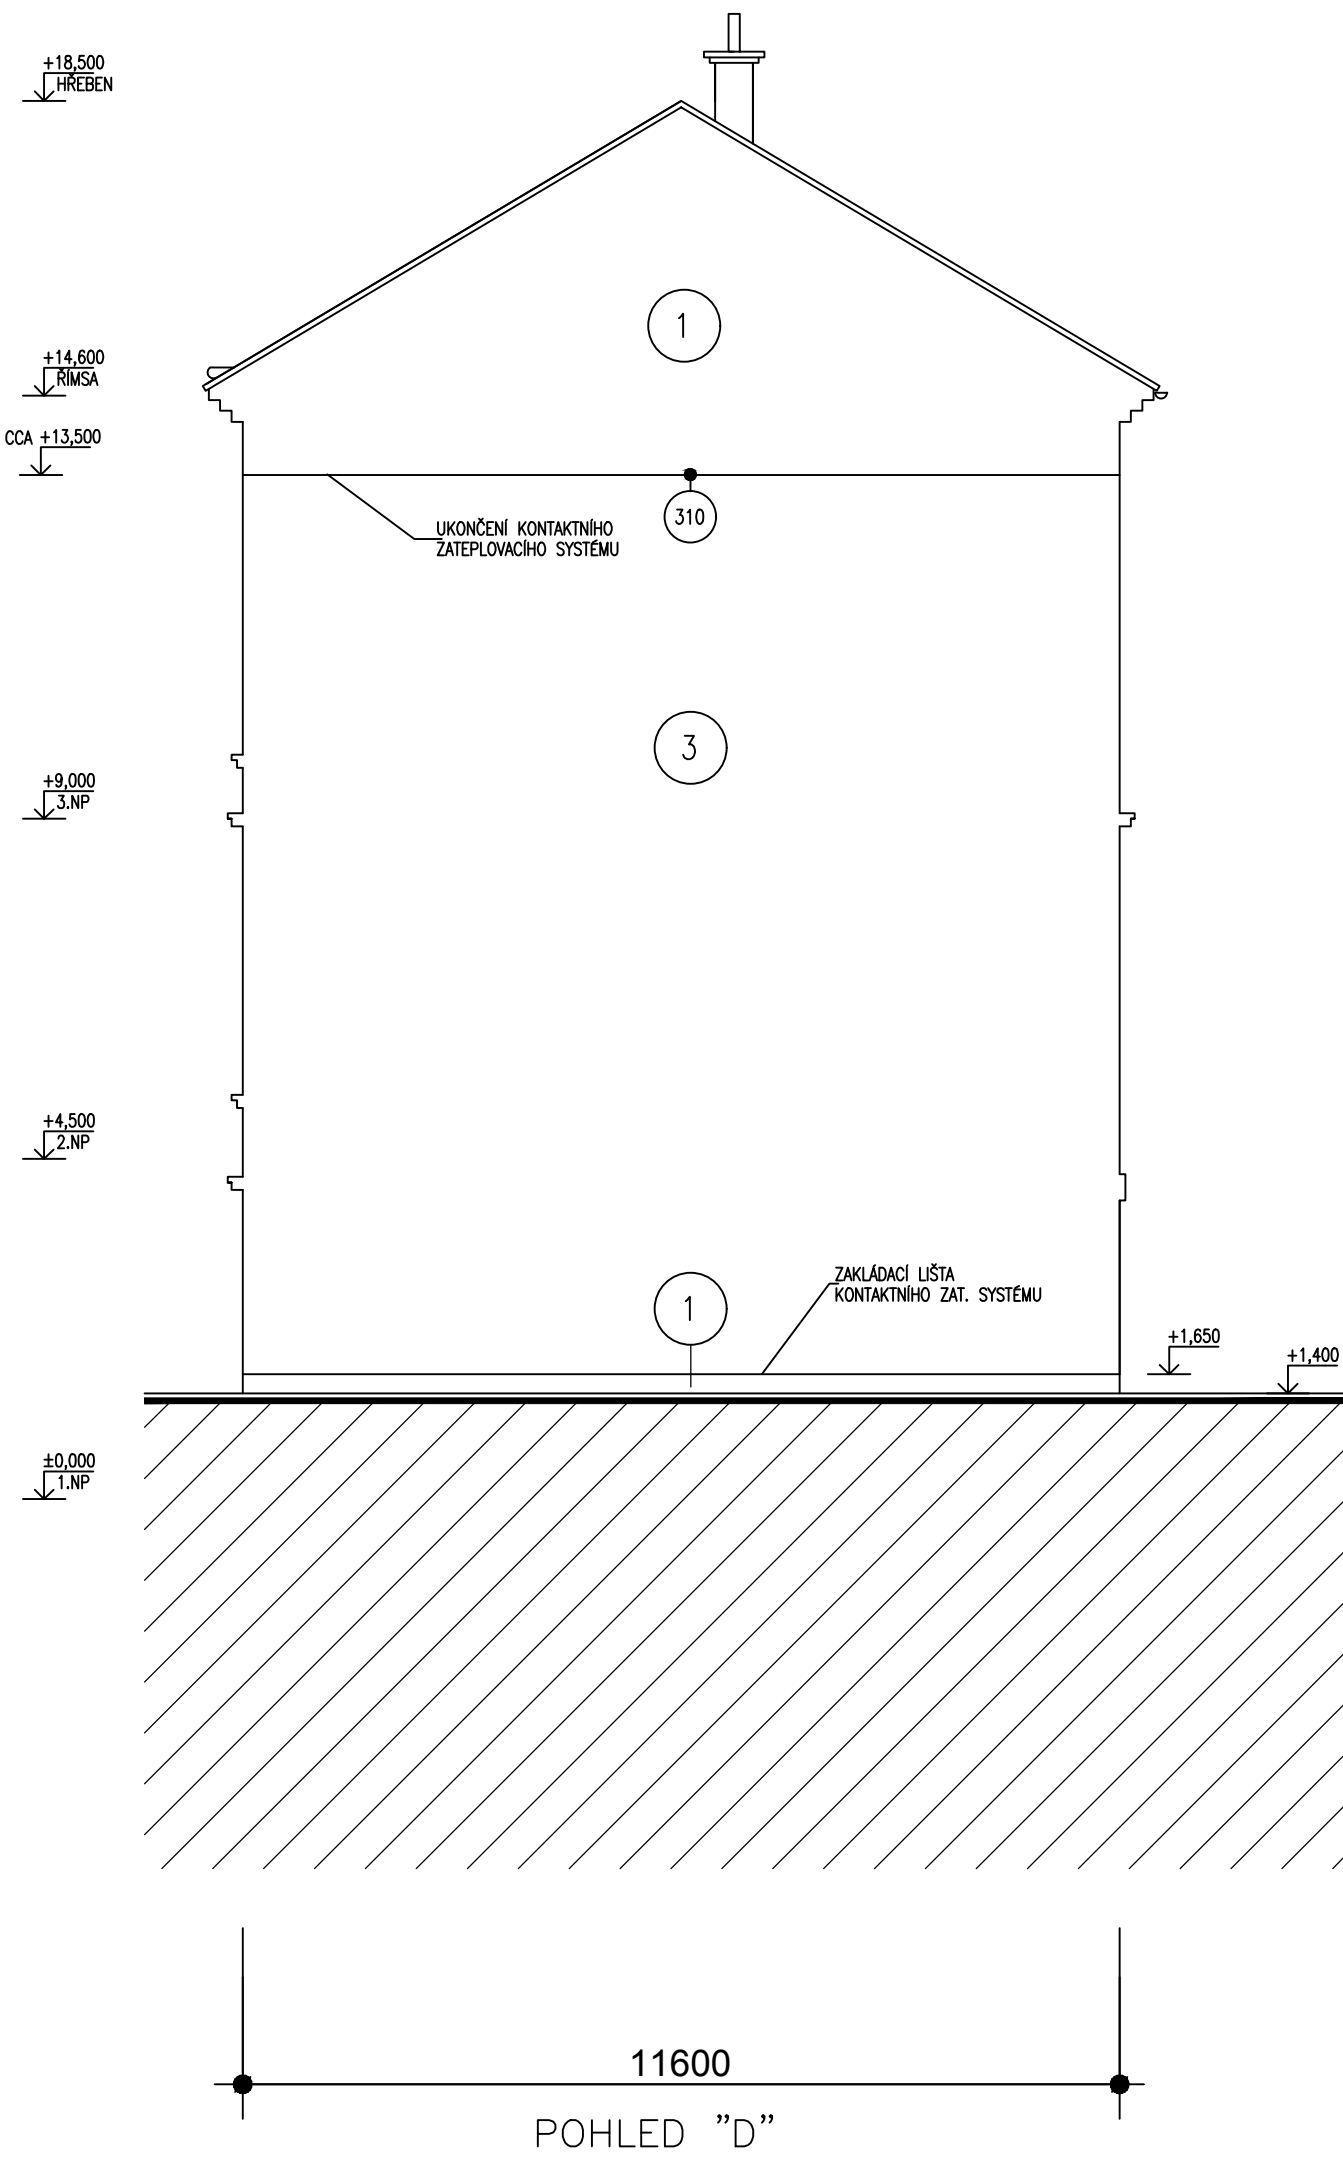 +18,500
HŘEBEN
1
+14,600
ŘÍMSA
CCA +13,500
UKONČENÍ KONTAKTNÍHO
ZATEPLOVACÍHO SYSTÉMU
310
3
+9,000
3.NP
+4,500
2.NP
ZAKLÁDACÍ LIŠTA
KONTAKTNÍHO ZAT. SYSTÉMU
1
+1,650
+1,400
±0,000
1.NP
11600
POHLED "D"